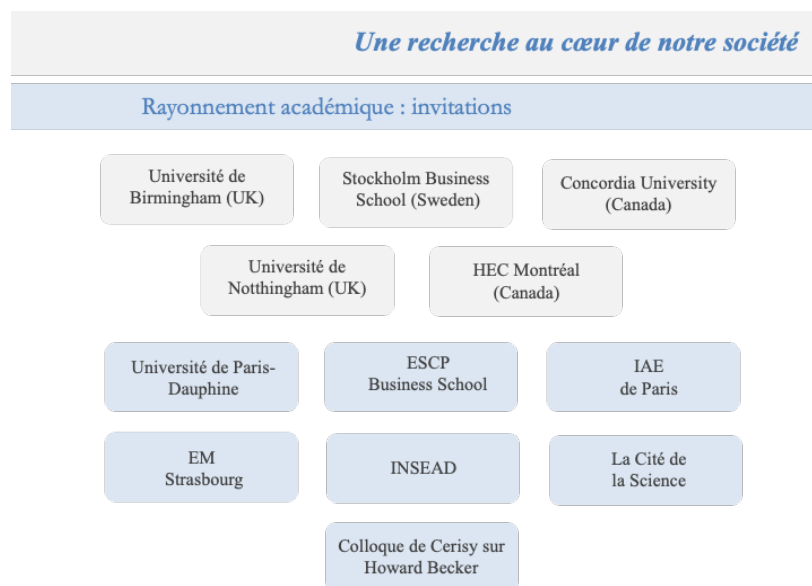 Une recherche au cœur de notre société
Rayonnement académique : invitations
Université de
Birmingham (UK)
Stockholm Business
School (Sweden)
Concordia University
(Canada)
Université de
Notthingham (UK)
HEC Montréal
(Canada)
Université de Paris-
Dauphine
ESCP
Business School
IAE
de Paris
EM
Strasbourg
INSEAD
La Cité de
la Science
Colloque de Cerisy sur
Howard Becker